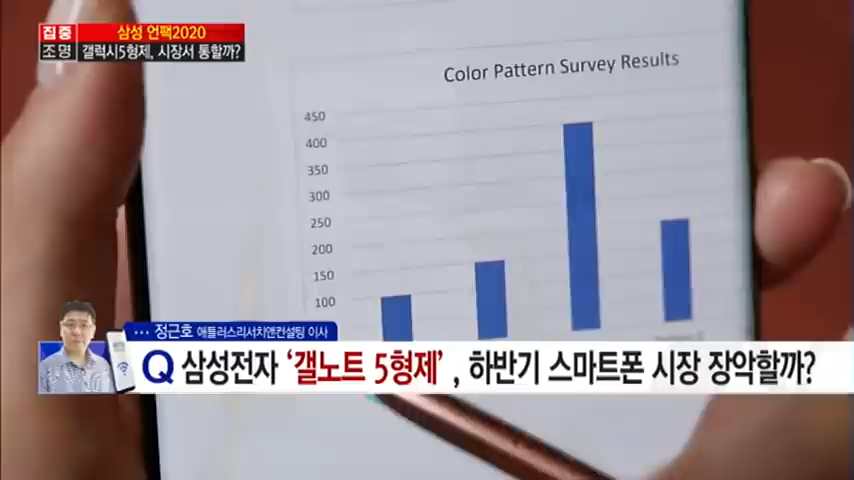 집중
조명
삼성 언팩2020
갤럭시5형제, 시장서 통할까?
Color Pattern Survey Results
450
400
350
300
250
200
150
100
··· 정근호 애틀러스리서치앤컨설팅 이사
Q 삼성전자 ‘갤노트 5형제’, 하반기 스마트폰 시장 장악할까?